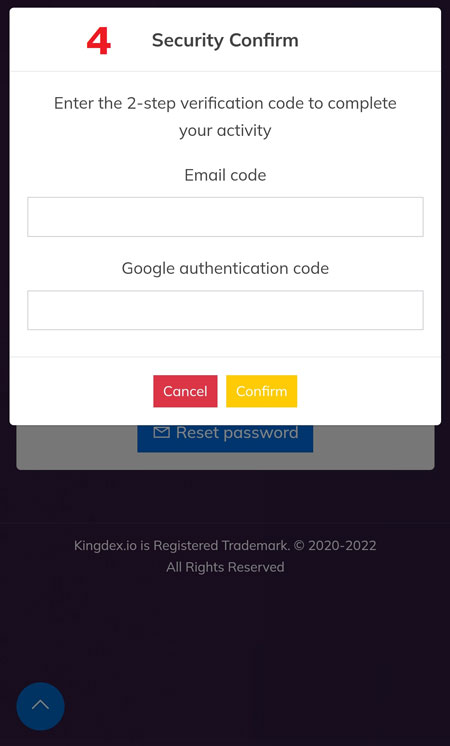 4 Security Confirm
Enter the 2-step verification code to complete
your activity
Email code
Google authentication code
Cancel Confirm
Reset password
Kingdex.io is Registered Trademark. © 2020-2022
All Rights Reserved